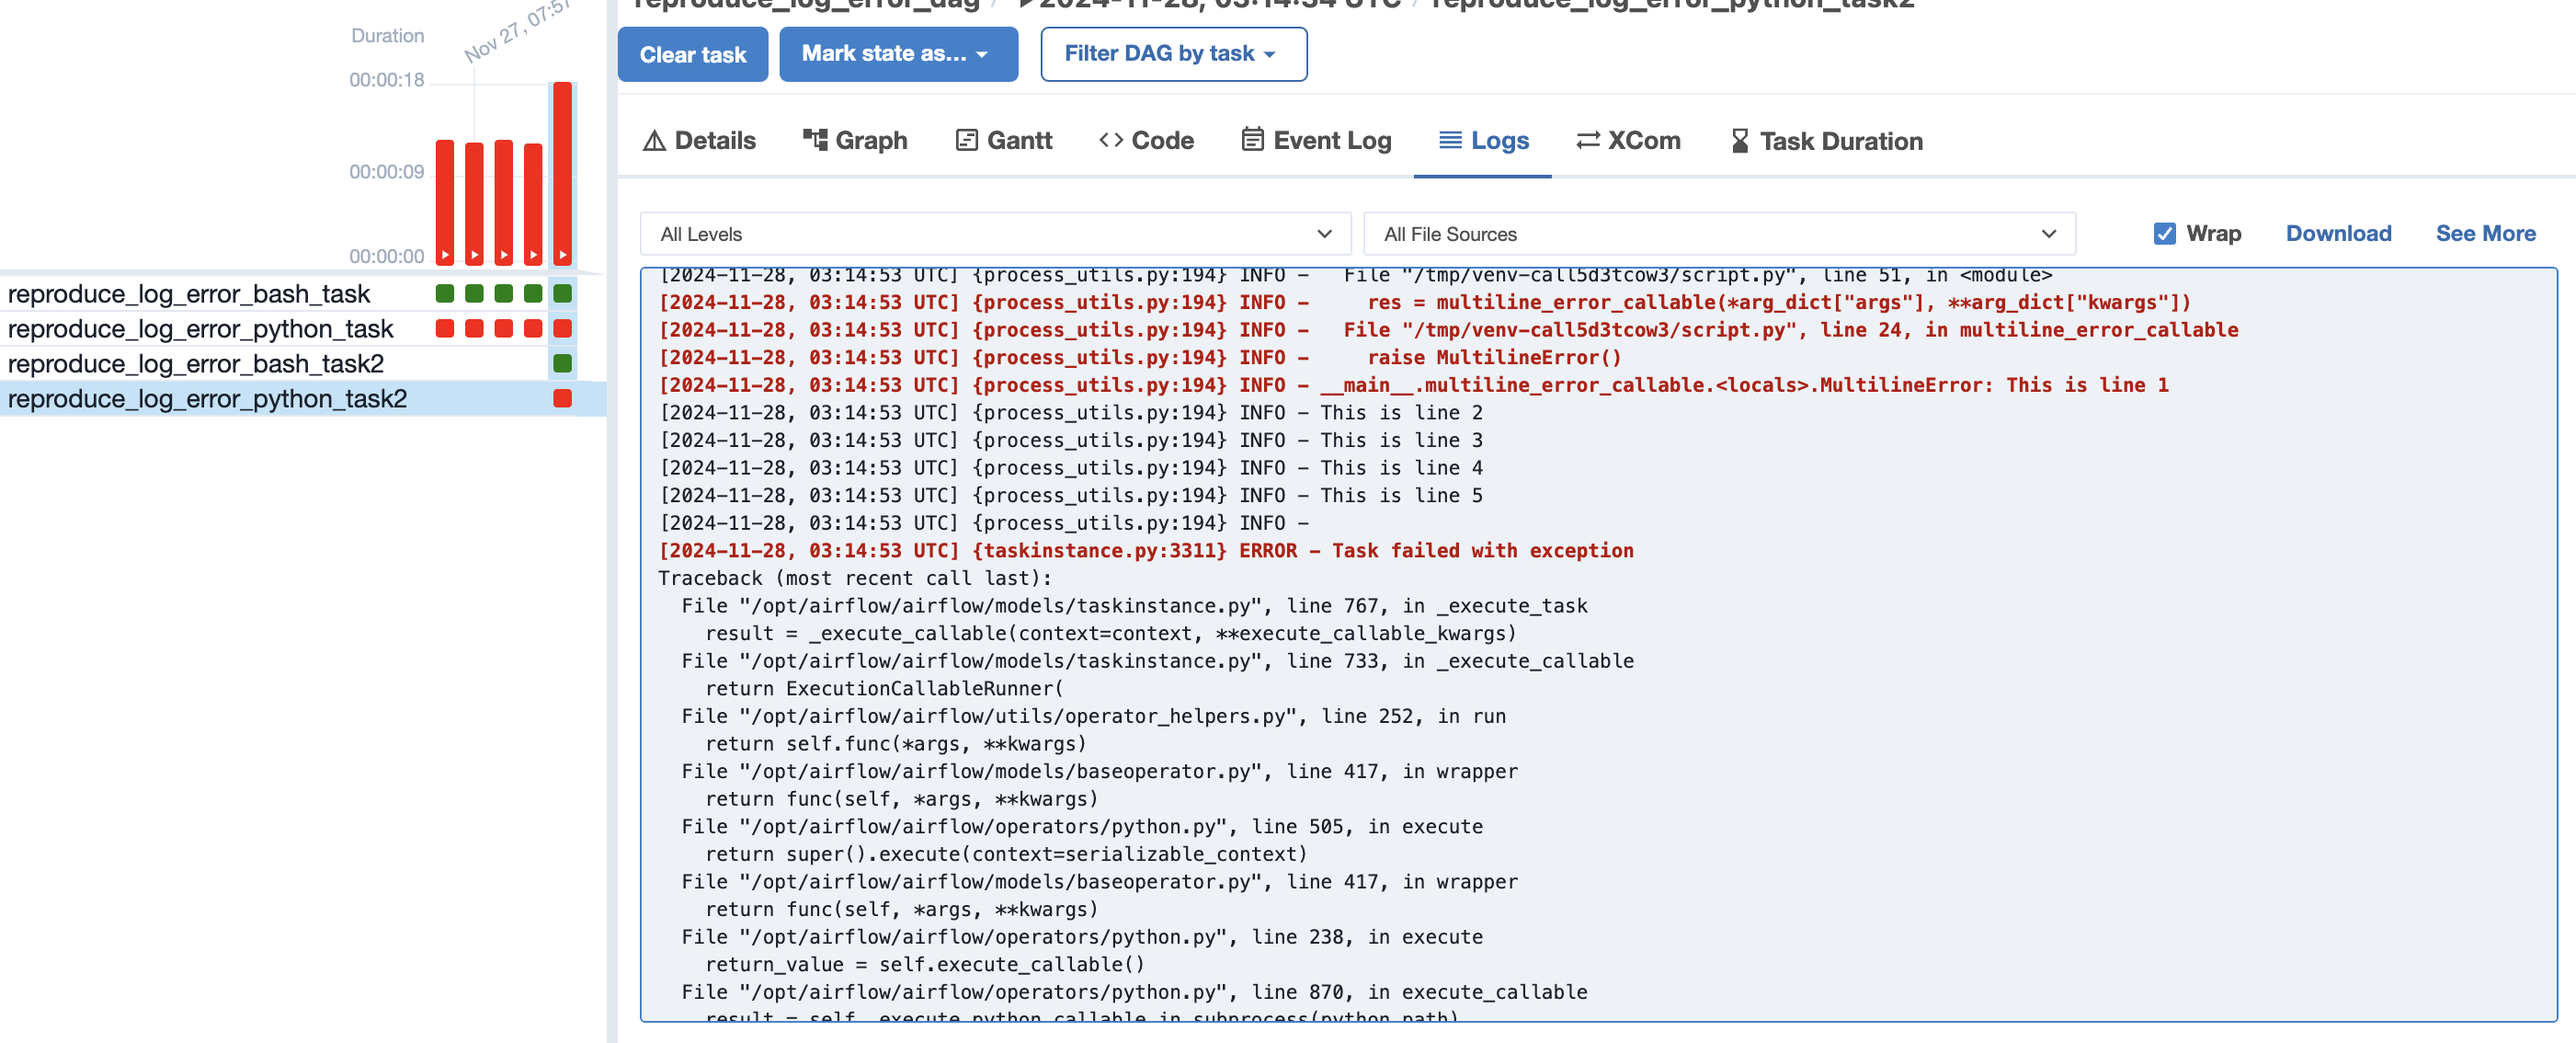 reproduce_log_error_dag / ▶2024-11-28, 03:14:34 UTC / reproduce_log_error_python_task2
Duration
Nov 27, 07:57
00:00:18
00:00:09
00:00:00
reproduce_log_error_bash_task
reproduce_log_error_python_task
reproduce_log_error_bash_task2
reproduce_log_error_python_task2
Clear task
Mark state as...
Filter DAG by task
Details
Graph
Gantt
Code
Event Log
Logs
XCom
Task Duration
All Levels
All File Sources
Wrap
Download
See More
[2024-11-28, 03:14:53 UTC] {process_utils.py:194} INFO -   File "/tmp/venv-call5d3tcow3/script.py", line 51, in <module>
[2024-11-28, 03:14:53 UTC] {process_utils.py:194} INFO -     res = multiline_error_callable(*arg_dict["args"], **arg_dict["kwargs"])
[2024-11-28, 03:14:53 UTC] {process_utils.py:194} INFO -   File "/tmp/venv-call5d3tcow3/script.py", line 24, in multiline_error_callable
[2024-11-28, 03:14:53 UTC] {process_utils.py:194} INFO -     raise MultilineError()
[2024-11-28, 03:14:53 UTC] {process_utils.py:194} INFO - __main__.multiline_error_callable.<locals>.MultilineError: This is line 1
[2024-11-28, 03:14:53 UTC] {process_utils.py:194} INFO - This is line 2
[2024-11-28, 03:14:53 UTC] {process_utils.py:194} INFO - This is line 3
[2024-11-28, 03:14:53 UTC] {process_utils.py:194} INFO - This is line 4
[2024-11-28, 03:14:53 UTC] {process_utils.py:194} INFO - This is line 5
[2024-11-28, 03:14:53 UTC] {process_utils.py:194} INFO -
[2024-11-28, 03:14:53 UTC] {taskinstance.py:3311} ERROR - Task failed with exception
Traceback (most recent call last):
  File "/opt/airflow/airflow/models/taskinstance.py", line 767, in _execute_task
    result = _execute_callable(context=context, **execute_callable_kwargs)
  File "/opt/airflow/airflow/models/taskinstance.py", line 733, in _execute_callable
    return ExecutionCallableRunner(
  File "/opt/airflow/airflow/utils/operator_helpers.py", line 252, in run
    return self.func(*args, **kwargs)
  File "/opt/airflow/airflow/models/baseoperator.py", line 417, in wrapper
    return func(self, *args, **kwargs)
  File "/opt/airflow/airflow/operators/python.py", line 505, in execute
    return super().execute(context=serializable_context)
  File "/opt/airflow/airflow/models/baseoperator.py", line 417, in wrapper
    return func(self, *args, **kwargs)
  File "/opt/airflow/airflow/operators/python.py", line 238, in execute
    return_value = self.execute_callable()
  File "/opt/airflow/airflow/operators/python.py", line 870, in execute_callable
    result = self._execute_python_callable_in_subprocess(python_path)